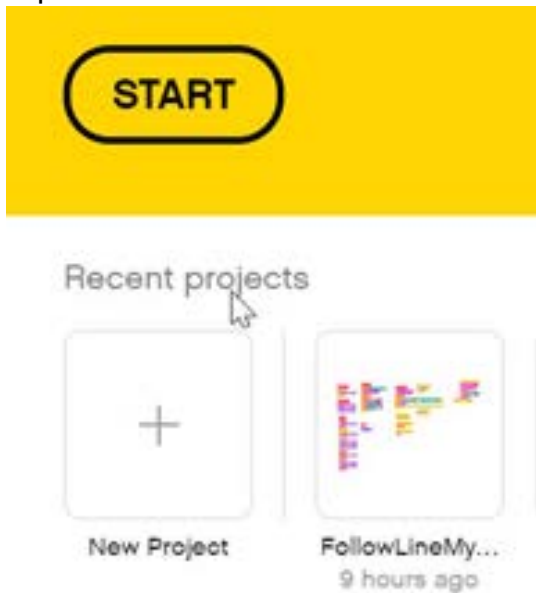 START
Recent projects
New Project
FollowLineMy...
9 hours ago